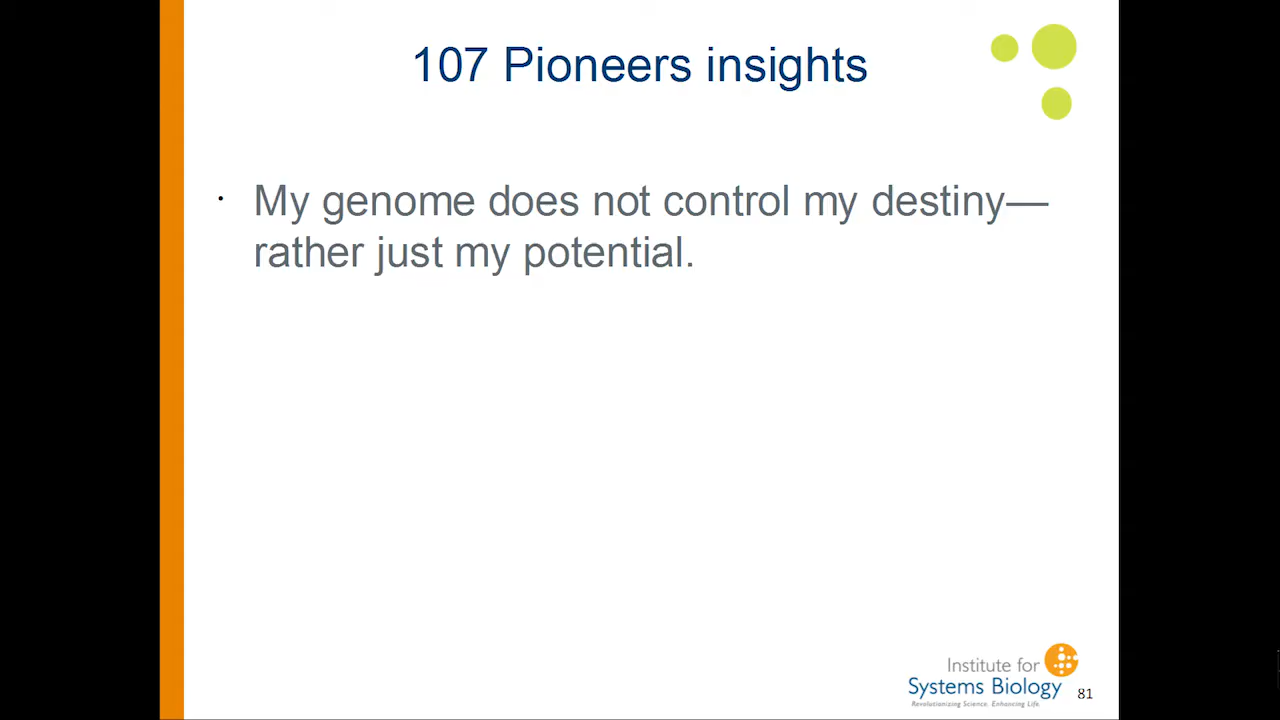 107 Pioneers insights
· My genome does not control my destiny—
rather just my potential.
Institute for
Systems Biology
Revolutionizing Science. Enhancing Life.
81